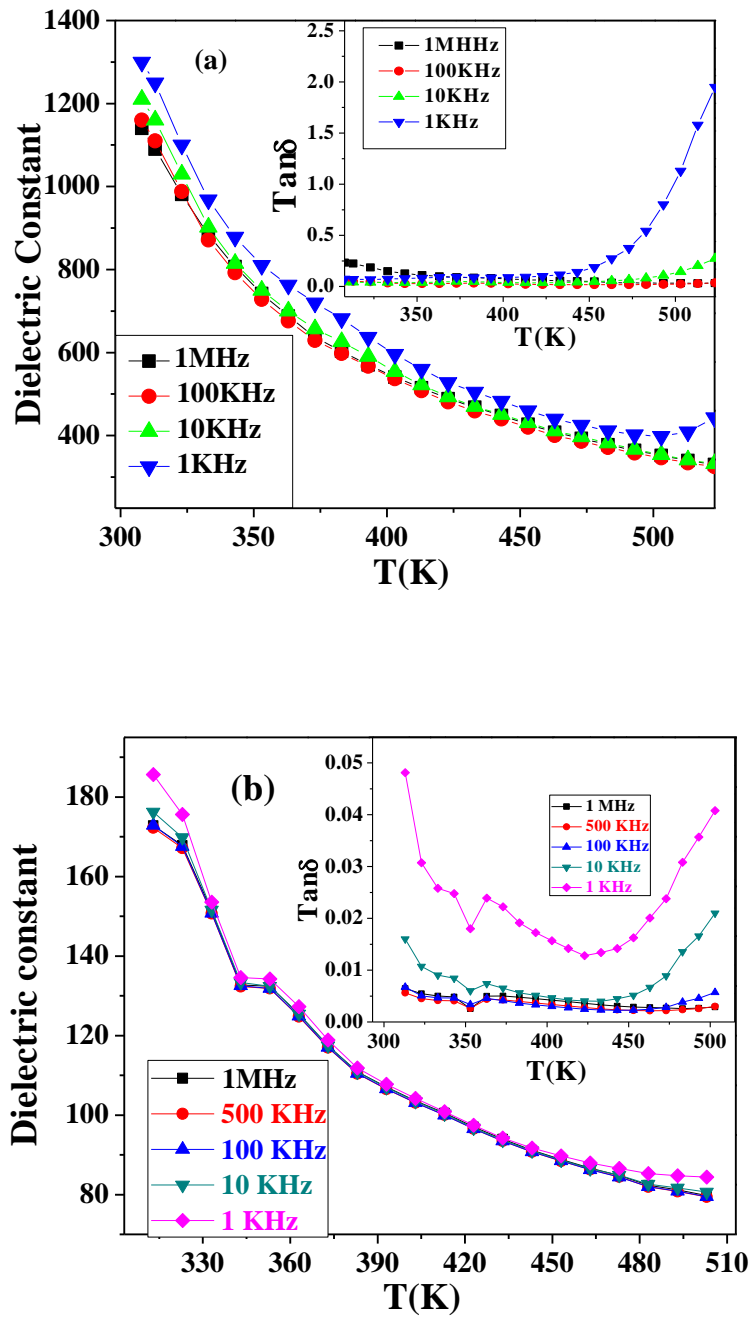 (a)
Dielectric Constant
1400
1200
1000
800
600
400
300
350
400
450
500
T(K)
1MHz
100KHz
10KHz
1KHz
Tanδ
2.5
2.0
1.5
1.0
0.5
0.0
350
400
450
500
T(K)
1MHHz
100KHz
10KHz
1KHz
(b)
Dielectric constant
180
160
140
120
100
80
330
360
390
420
450
480
510
T(K)
1MHz
500 KHz
100 KHz
10 KHz
1 KHz
Tanδ
0.05
0.04
0.03
0.02
0.01
0.00
300
350
400
450
500
T(K)
1 MHz
500 KHz
100 KHz
10 KHz
1 KHz